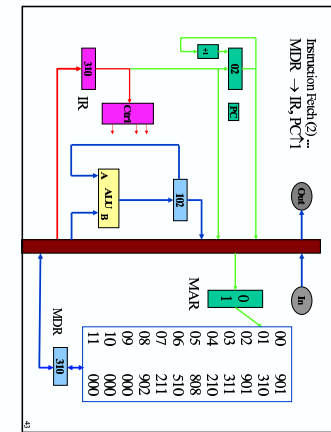 Instruction Fetch (2) ...
MDR → IR, PC↑1
+1
02
PC
310
IR
Ctrl
102
A
ALU
B
Out
In
MAR
0
1
MDR
310
00 901
01 310
02 901
03 311
04 210
05 808
06 510
07 211
08 902
09 000
10 000
11 000
43